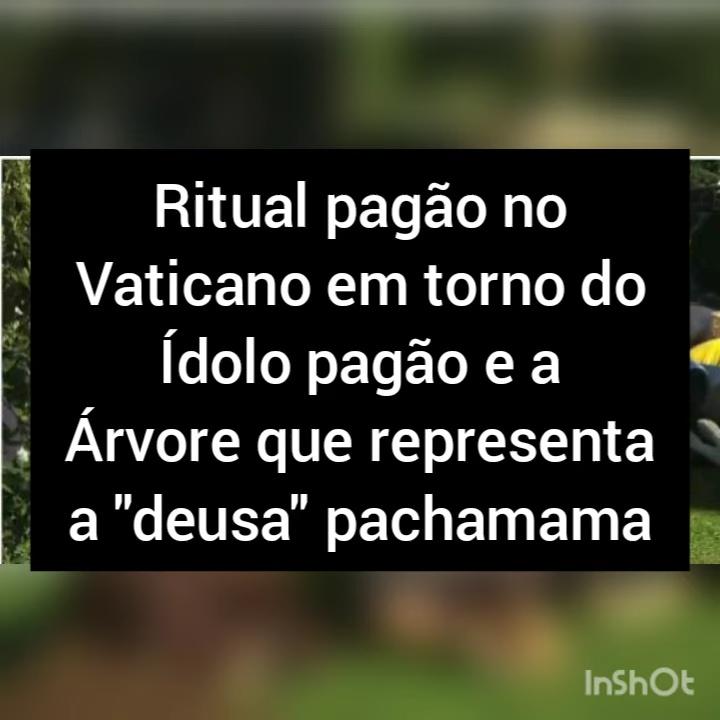 Ritual pagão no
Vaticano em torno do
Ídolo pagão e a
Árvore que representa
a "deusa" pachamama
InShOt